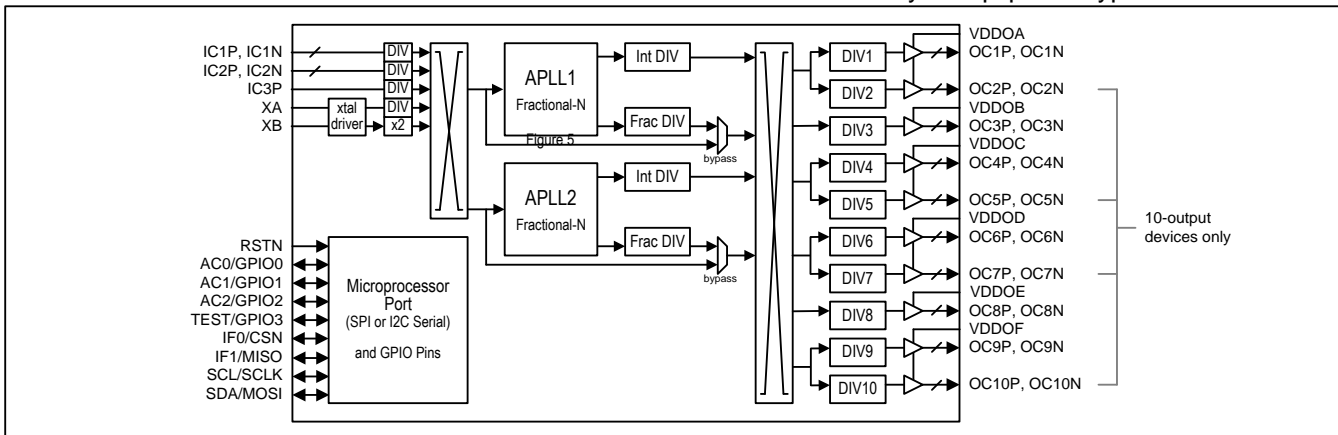 IC1P, IC1N
IC2P, IC2N
IC3P
XA
XB
xtal
driver
DIV
DIV
DIV
DIV
x2
APLL1
Fractional-N
Figure 5
Int DIV
Frac DIV
bypass
APLL2
Fractional-N
Int DIV
Frac DIV
bypass
DIV1
DIV2
DIV3
DIV4
DIV5
DIV6
DIV7
DIV8
DIV9
DIV10
VDDOA
OC1P, OC1N
OC2P, OC2N
VDDOB
OC3P, OC3N
VDDOC
OC4P, OC4N
OC5P, OC5N
VDDOD
OC6P, OC6N
OC7P, OC7N
VDDOE
OC8P, OC8N
VDDOF
OC9P, OC9N
OC10P, OC10N
10-output
devices only
RSTN
AC0/GPIO0
AC1/GPIO1
AC2/GPIO2
TEST/GPIO3
IF0/CSN
IF1/MISO
SCL/SCLK
SDA/MOSI
Microprocessor
Port
(SPI or I2C Serial)
and GPIO Pins